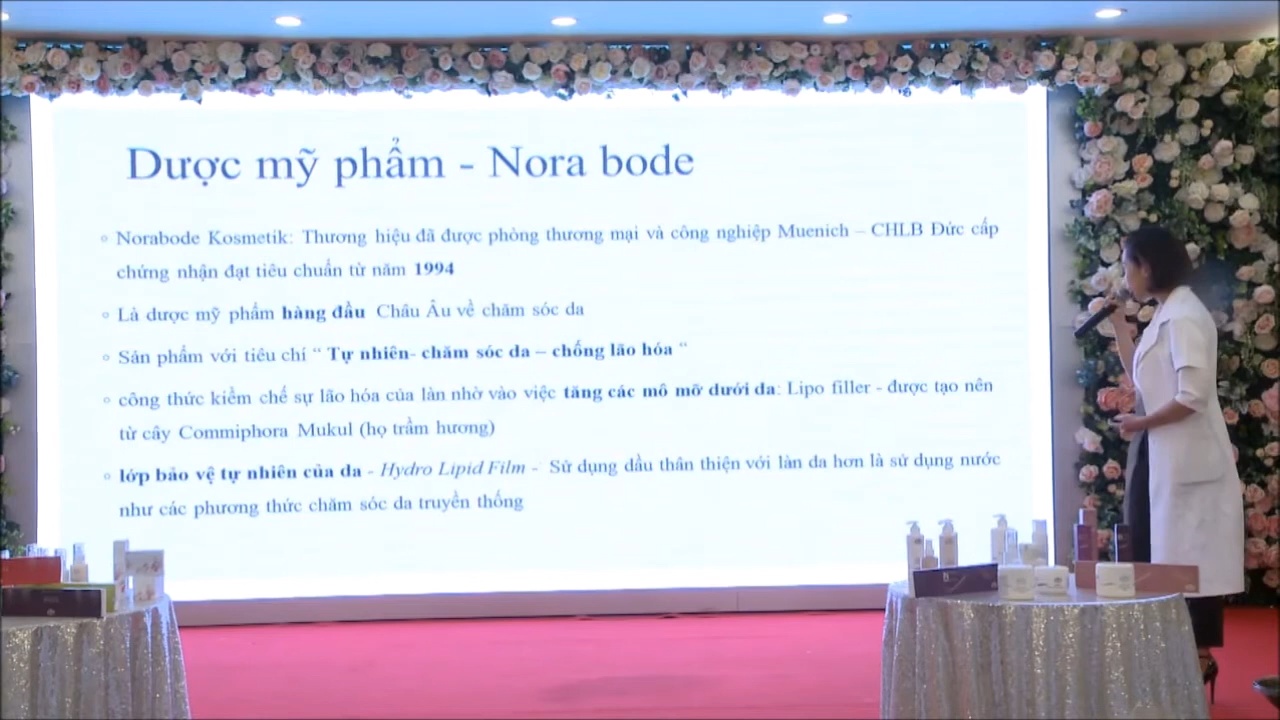 Dược mỹ phẩm - Nora bode
Norabode Kosmetik: Thương hiệu đã được phòng thương mại và công nghiệp Muenich – CHLB Đức cấp
chứng nhận đạt tiêu chuẩn từ năm 1994
Là dược mỹ phẩm hàng đầu Châu Âu về chăm sóc da
Sản phẩm với tiêu chí “ Tự nhiên- chăm sóc da – chống lão hóa “
công thức kiềm chế sự lão hóa của làn nhờ vào việc tăng các mô mỡ dưới da: Lipo filler - được tạo nên
từ cây Commiphora Mukul (họ trầm hương)
lớp bảo vệ tự nhiên của da - Hydro Lipid Film - Sử dụng dầu thân thiện với làn da hơn là sử dụng nước
như các phương thức chăm sóc da truyền thống